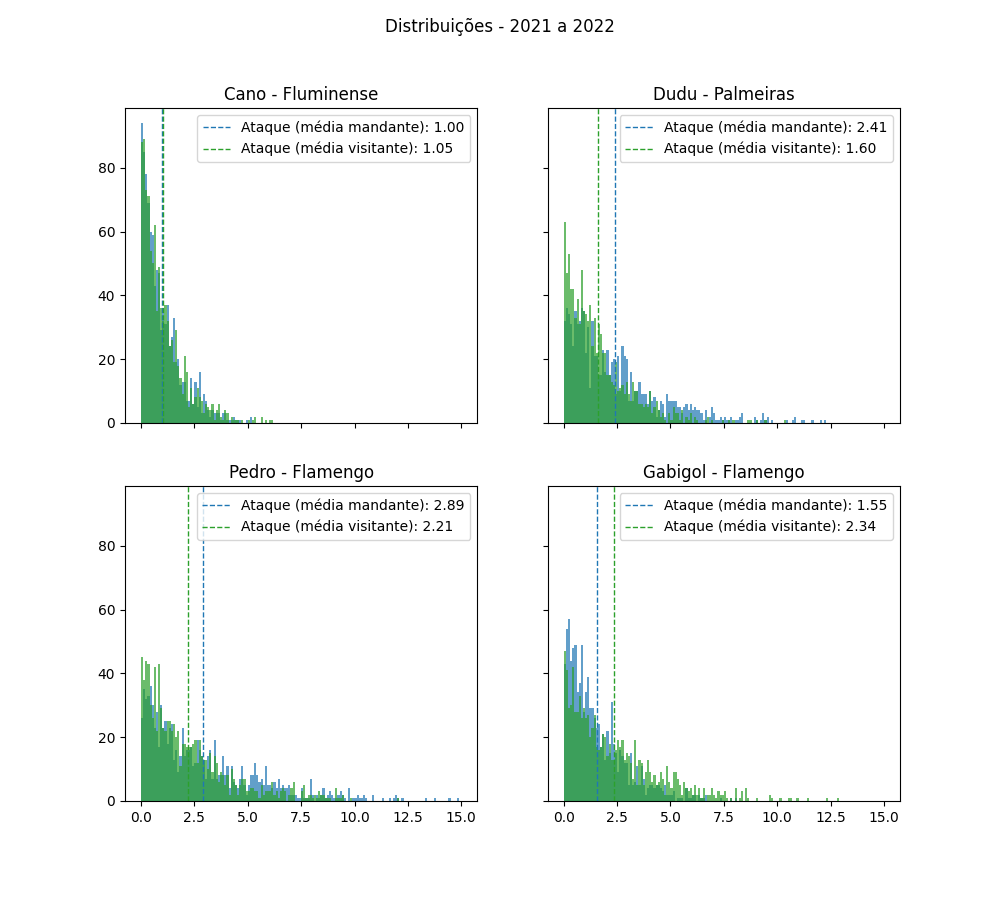 Distribuições - 2021 a 2022
Cano - Fluminense
Ataque (média mandante): 1.00
Ataque (média visitante): 1.05
80
60
40
20
0
Dudu - Palmeiras
Ataque (média mandante): 2.41
Ataque (média visitante): 1.60
Pedro - Flamengo
Ataque (média mandante): 2.89
Ataque (média visitante): 2.21
80
60
40
20
0
0.0 2.5 5.0 7.5 10.0 12.5 15.0
Gabigol - Flamengo
Ataque (média mandante): 1.55
Ataque (média visitante): 2.34
0.0 2.5 5.0 7.5 10.0 12.5 15.0